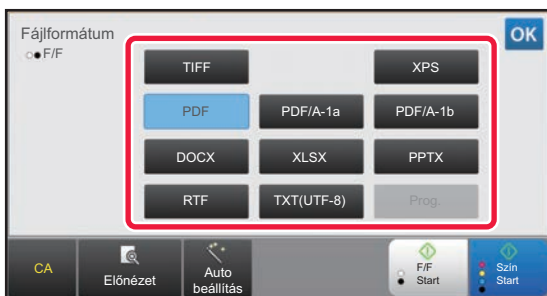 Fájlformátum
F/F
OK
TIFF
XPS
PDF
PDF/A-1a
PDF/A-1b
DOCX
XLSX
PPTX
RTF
TXT(UTF-8)
Prog.
CA
Előnézet
Auto
beállítás
F/F
Start
Szín
Start